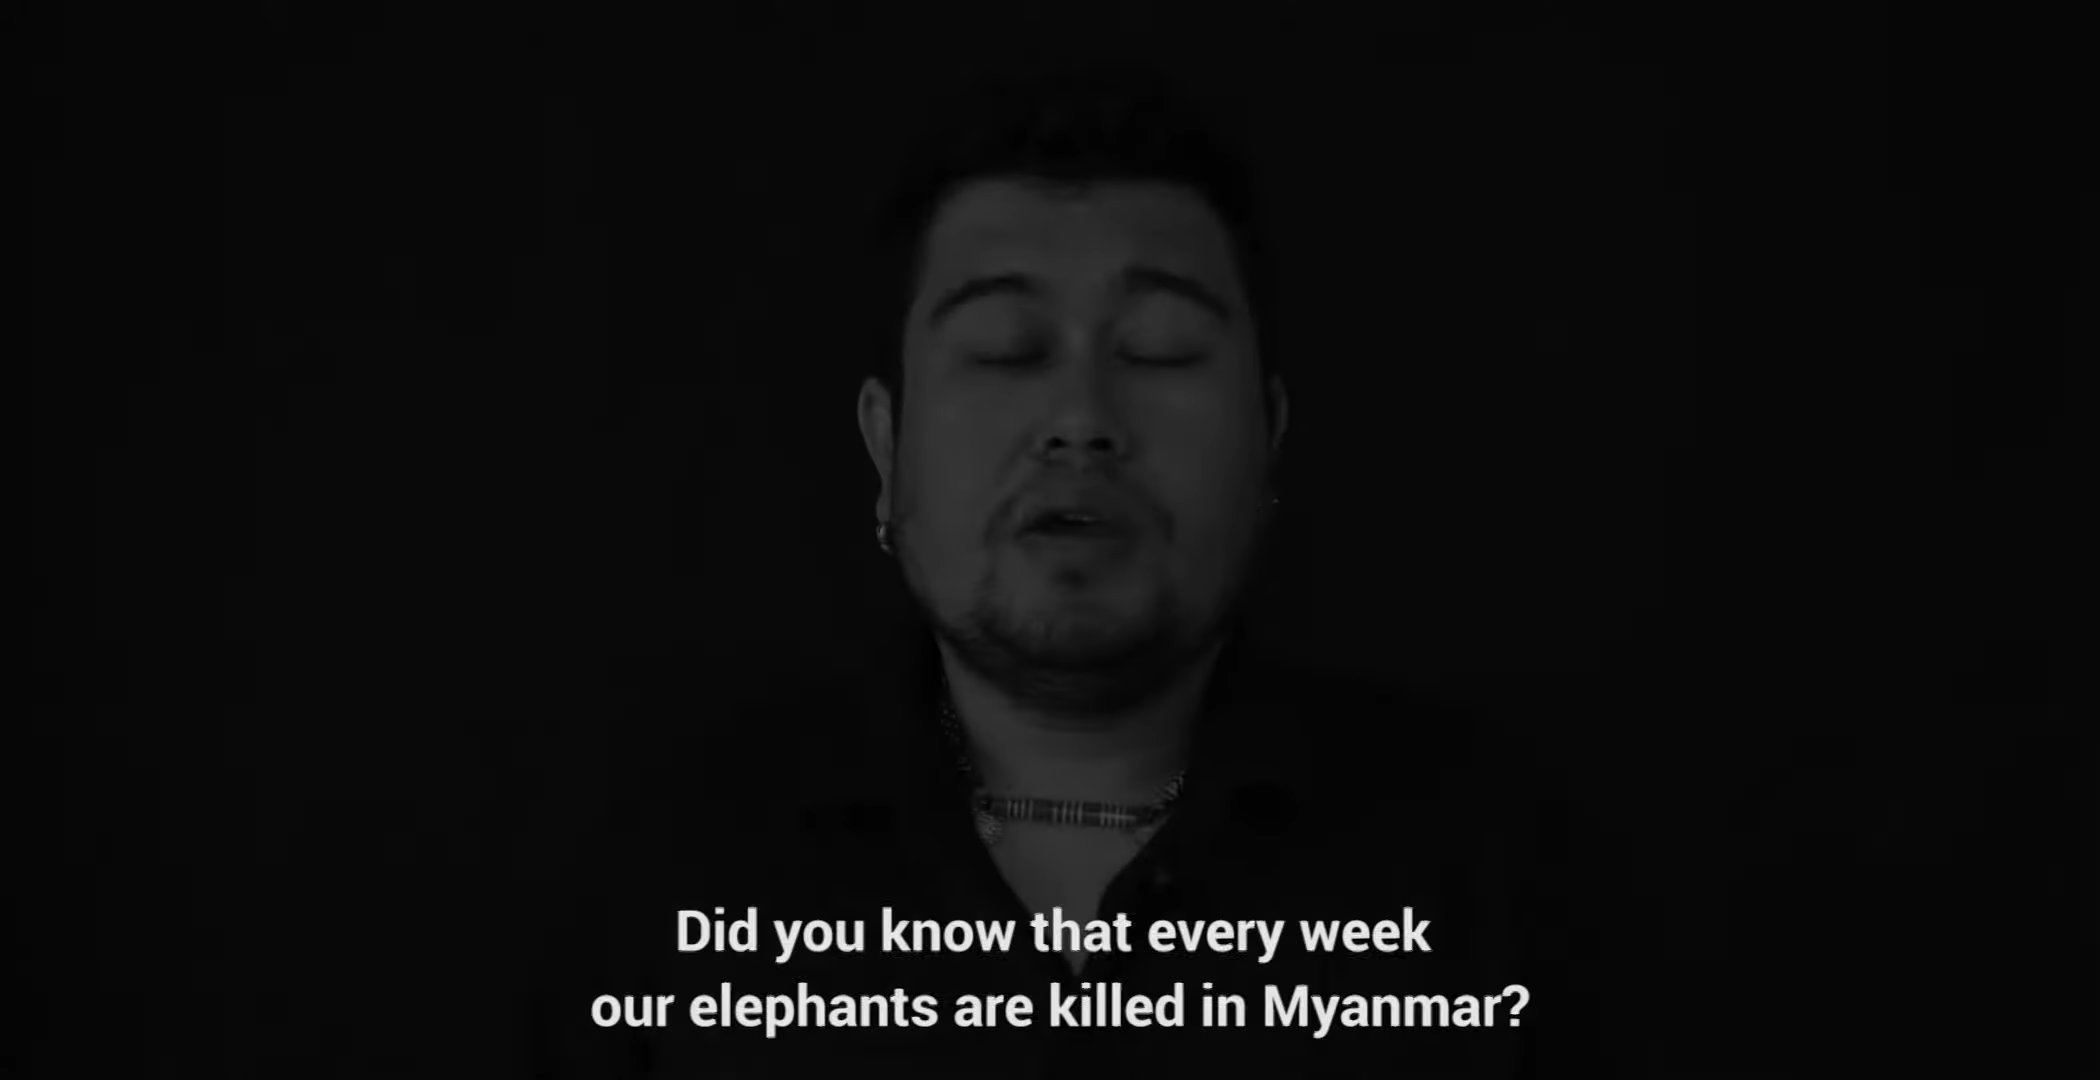 Did you know that every week
our elephants are killed in Myanmar?